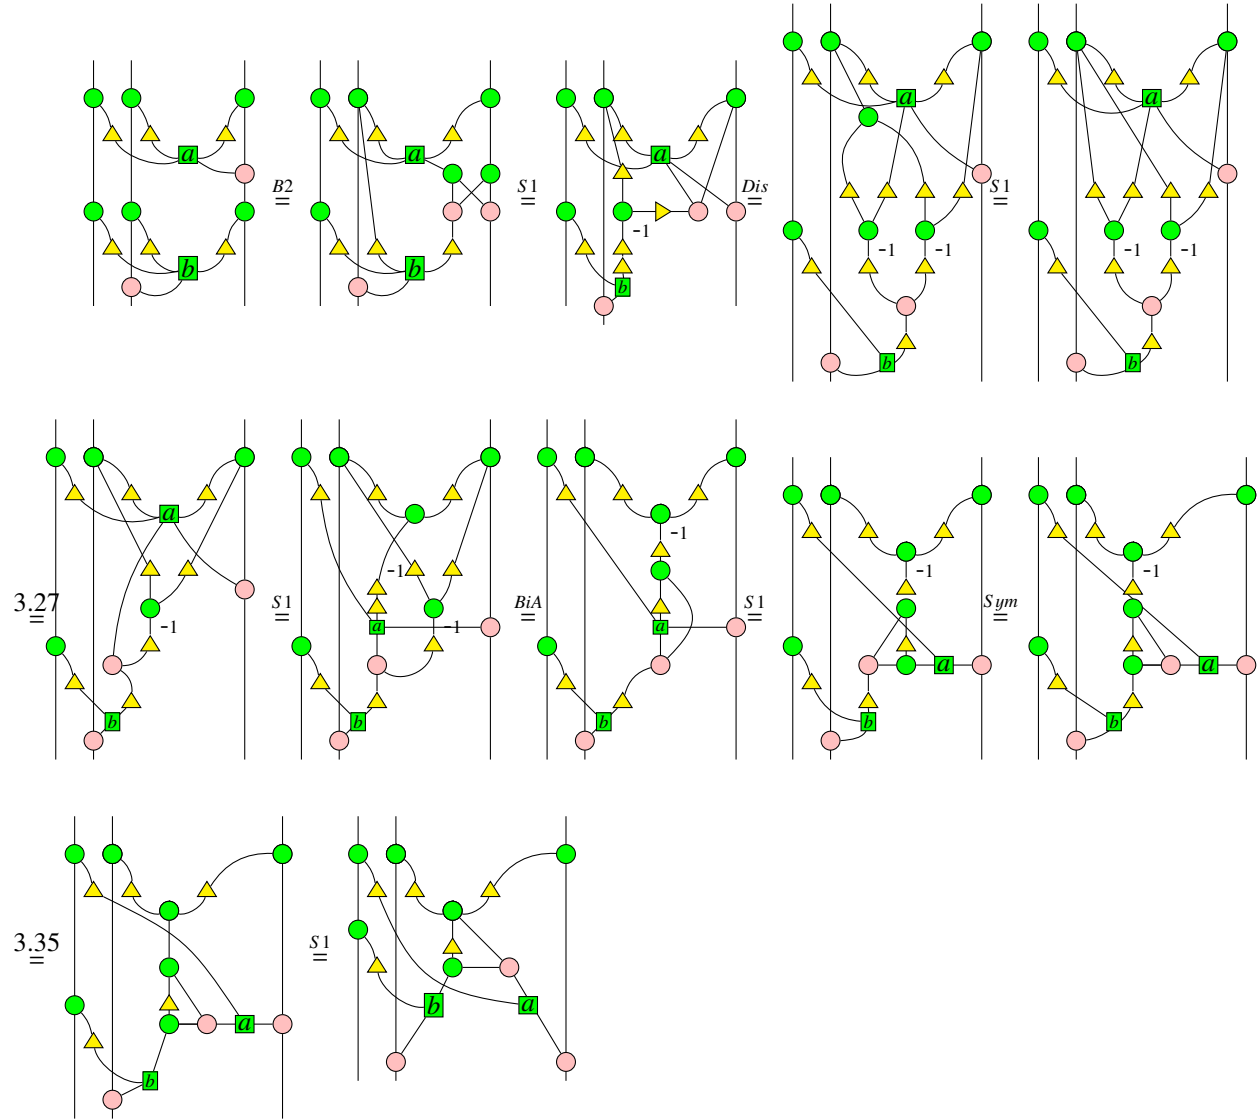 a a a a a
B2 = S1 = Dis = S1 =
-1 -1 -1 -1 -1
b b b b b
a
3.27 = S1 = BiA = S1 = Sym =
-1 -1 -1 -1 -1 -1
a a a a
b b b b b
3.35 = S1 =
a a
b b